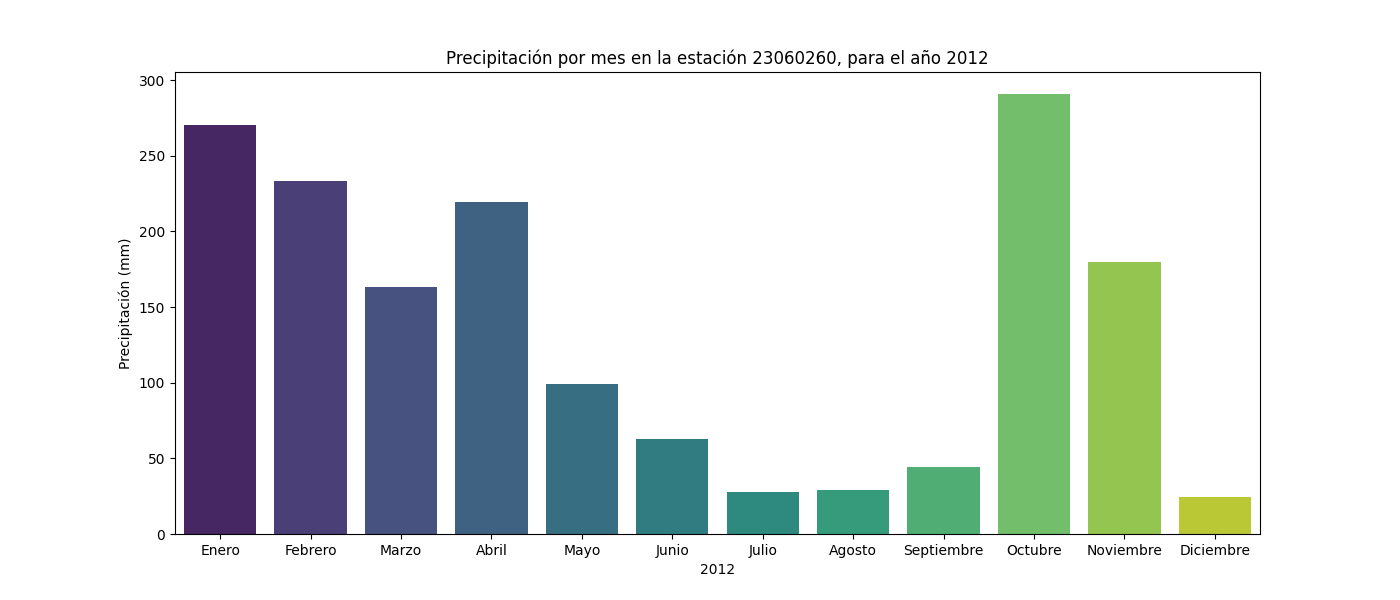 Precipitación por mes en la estación 23060260, para el año 2012
Precipitación (mm)
300
250
200
150
100
50
0
Enero Febrero Marzo Abril Mayo Junio Julio Agosto Septiembre Octubre Noviembre Diciembre
2012